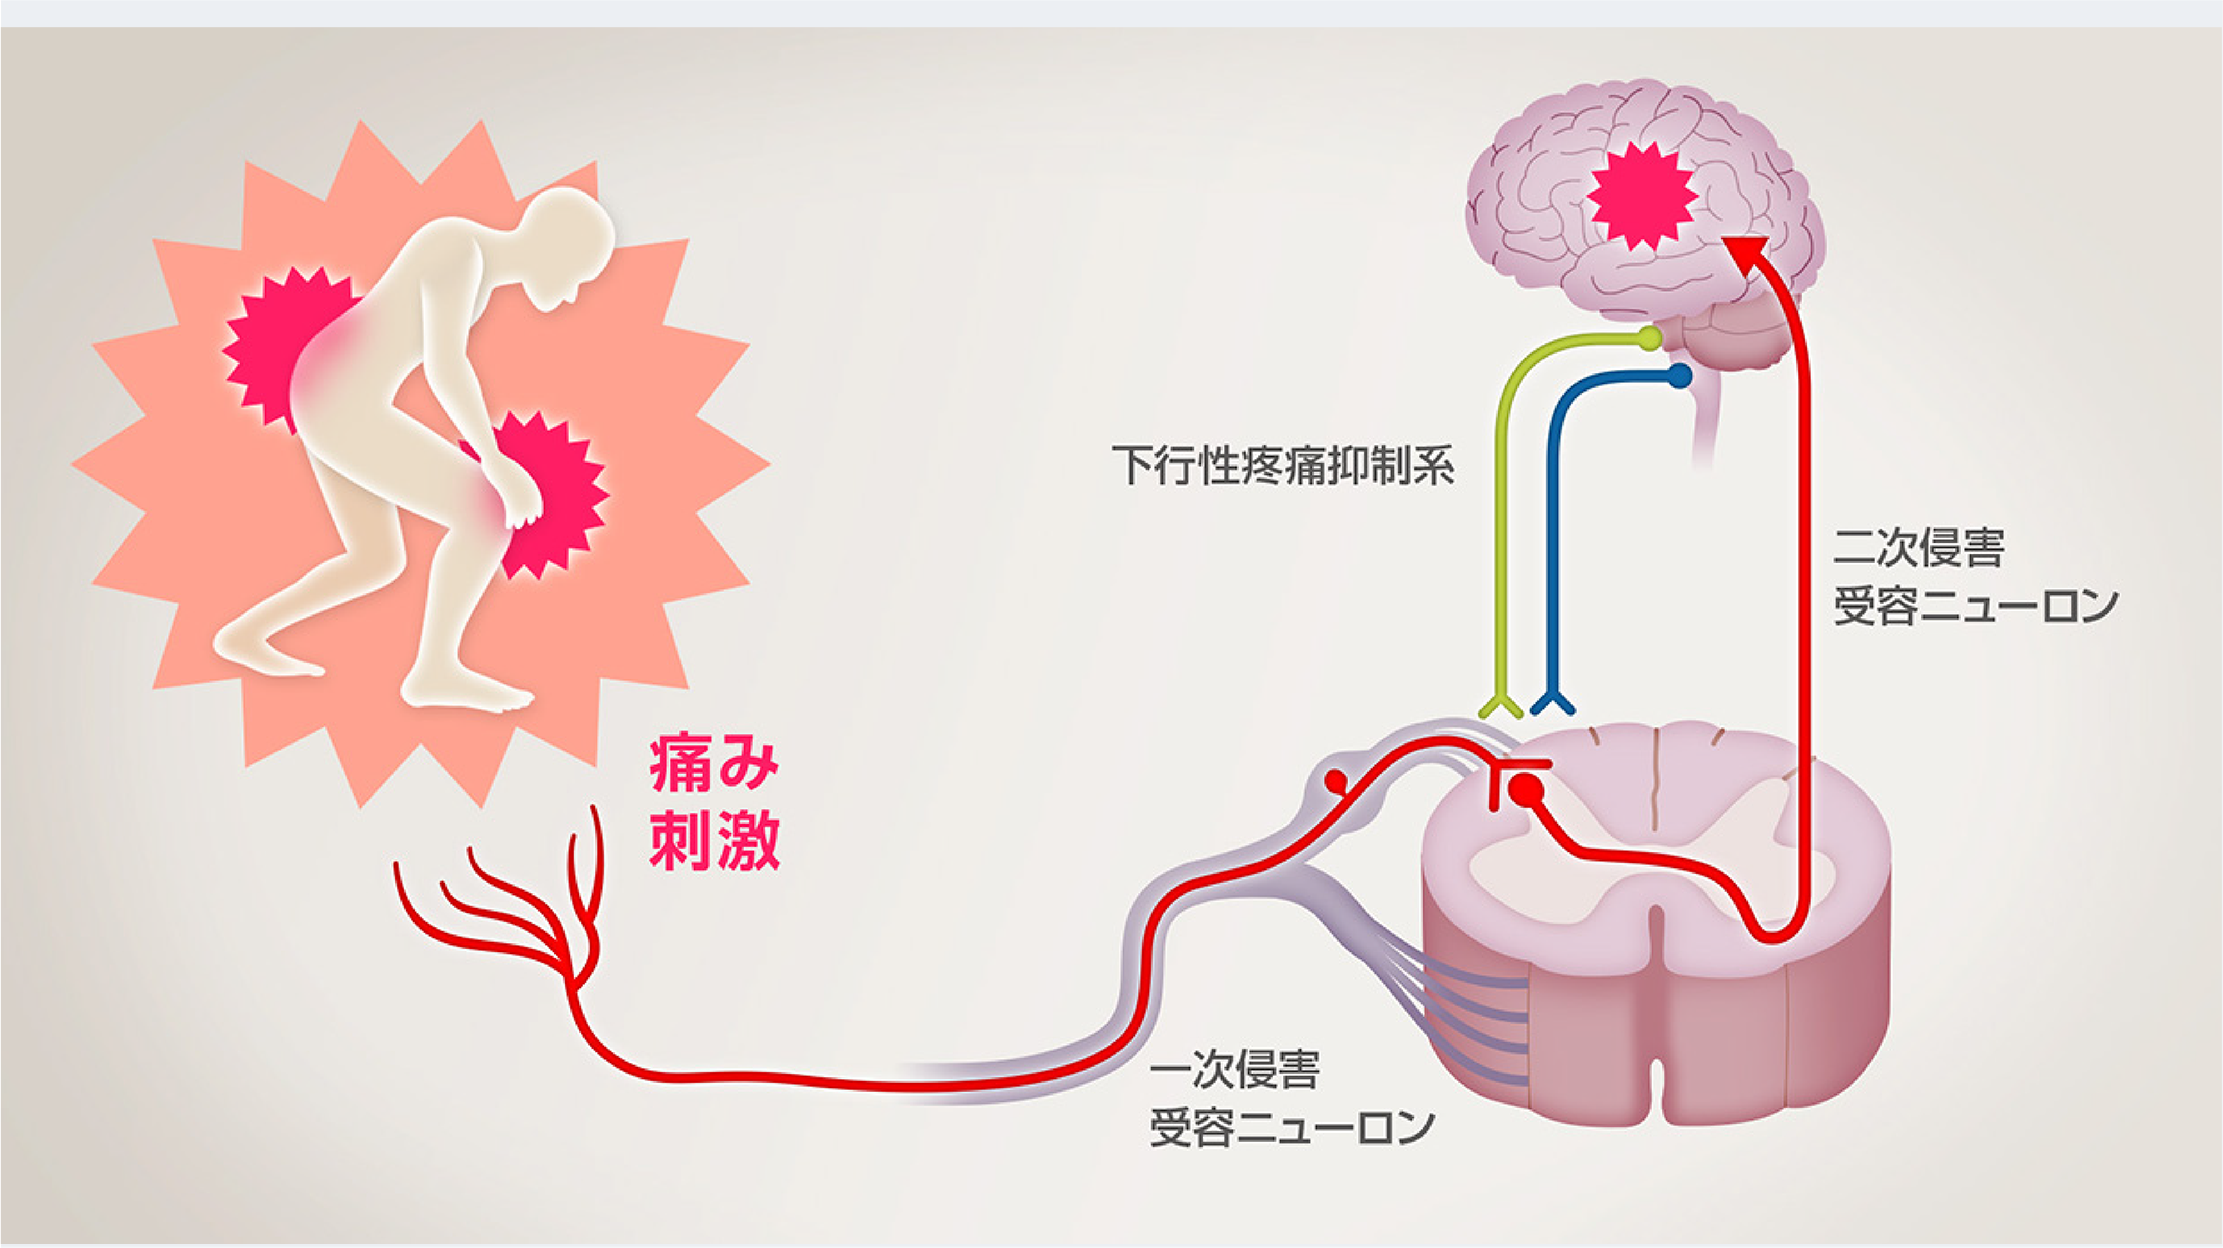 下行性疼痛抑制系
二次侵害
受容ニューロン
痛み
刺激
一次侵害
受容ニューロン